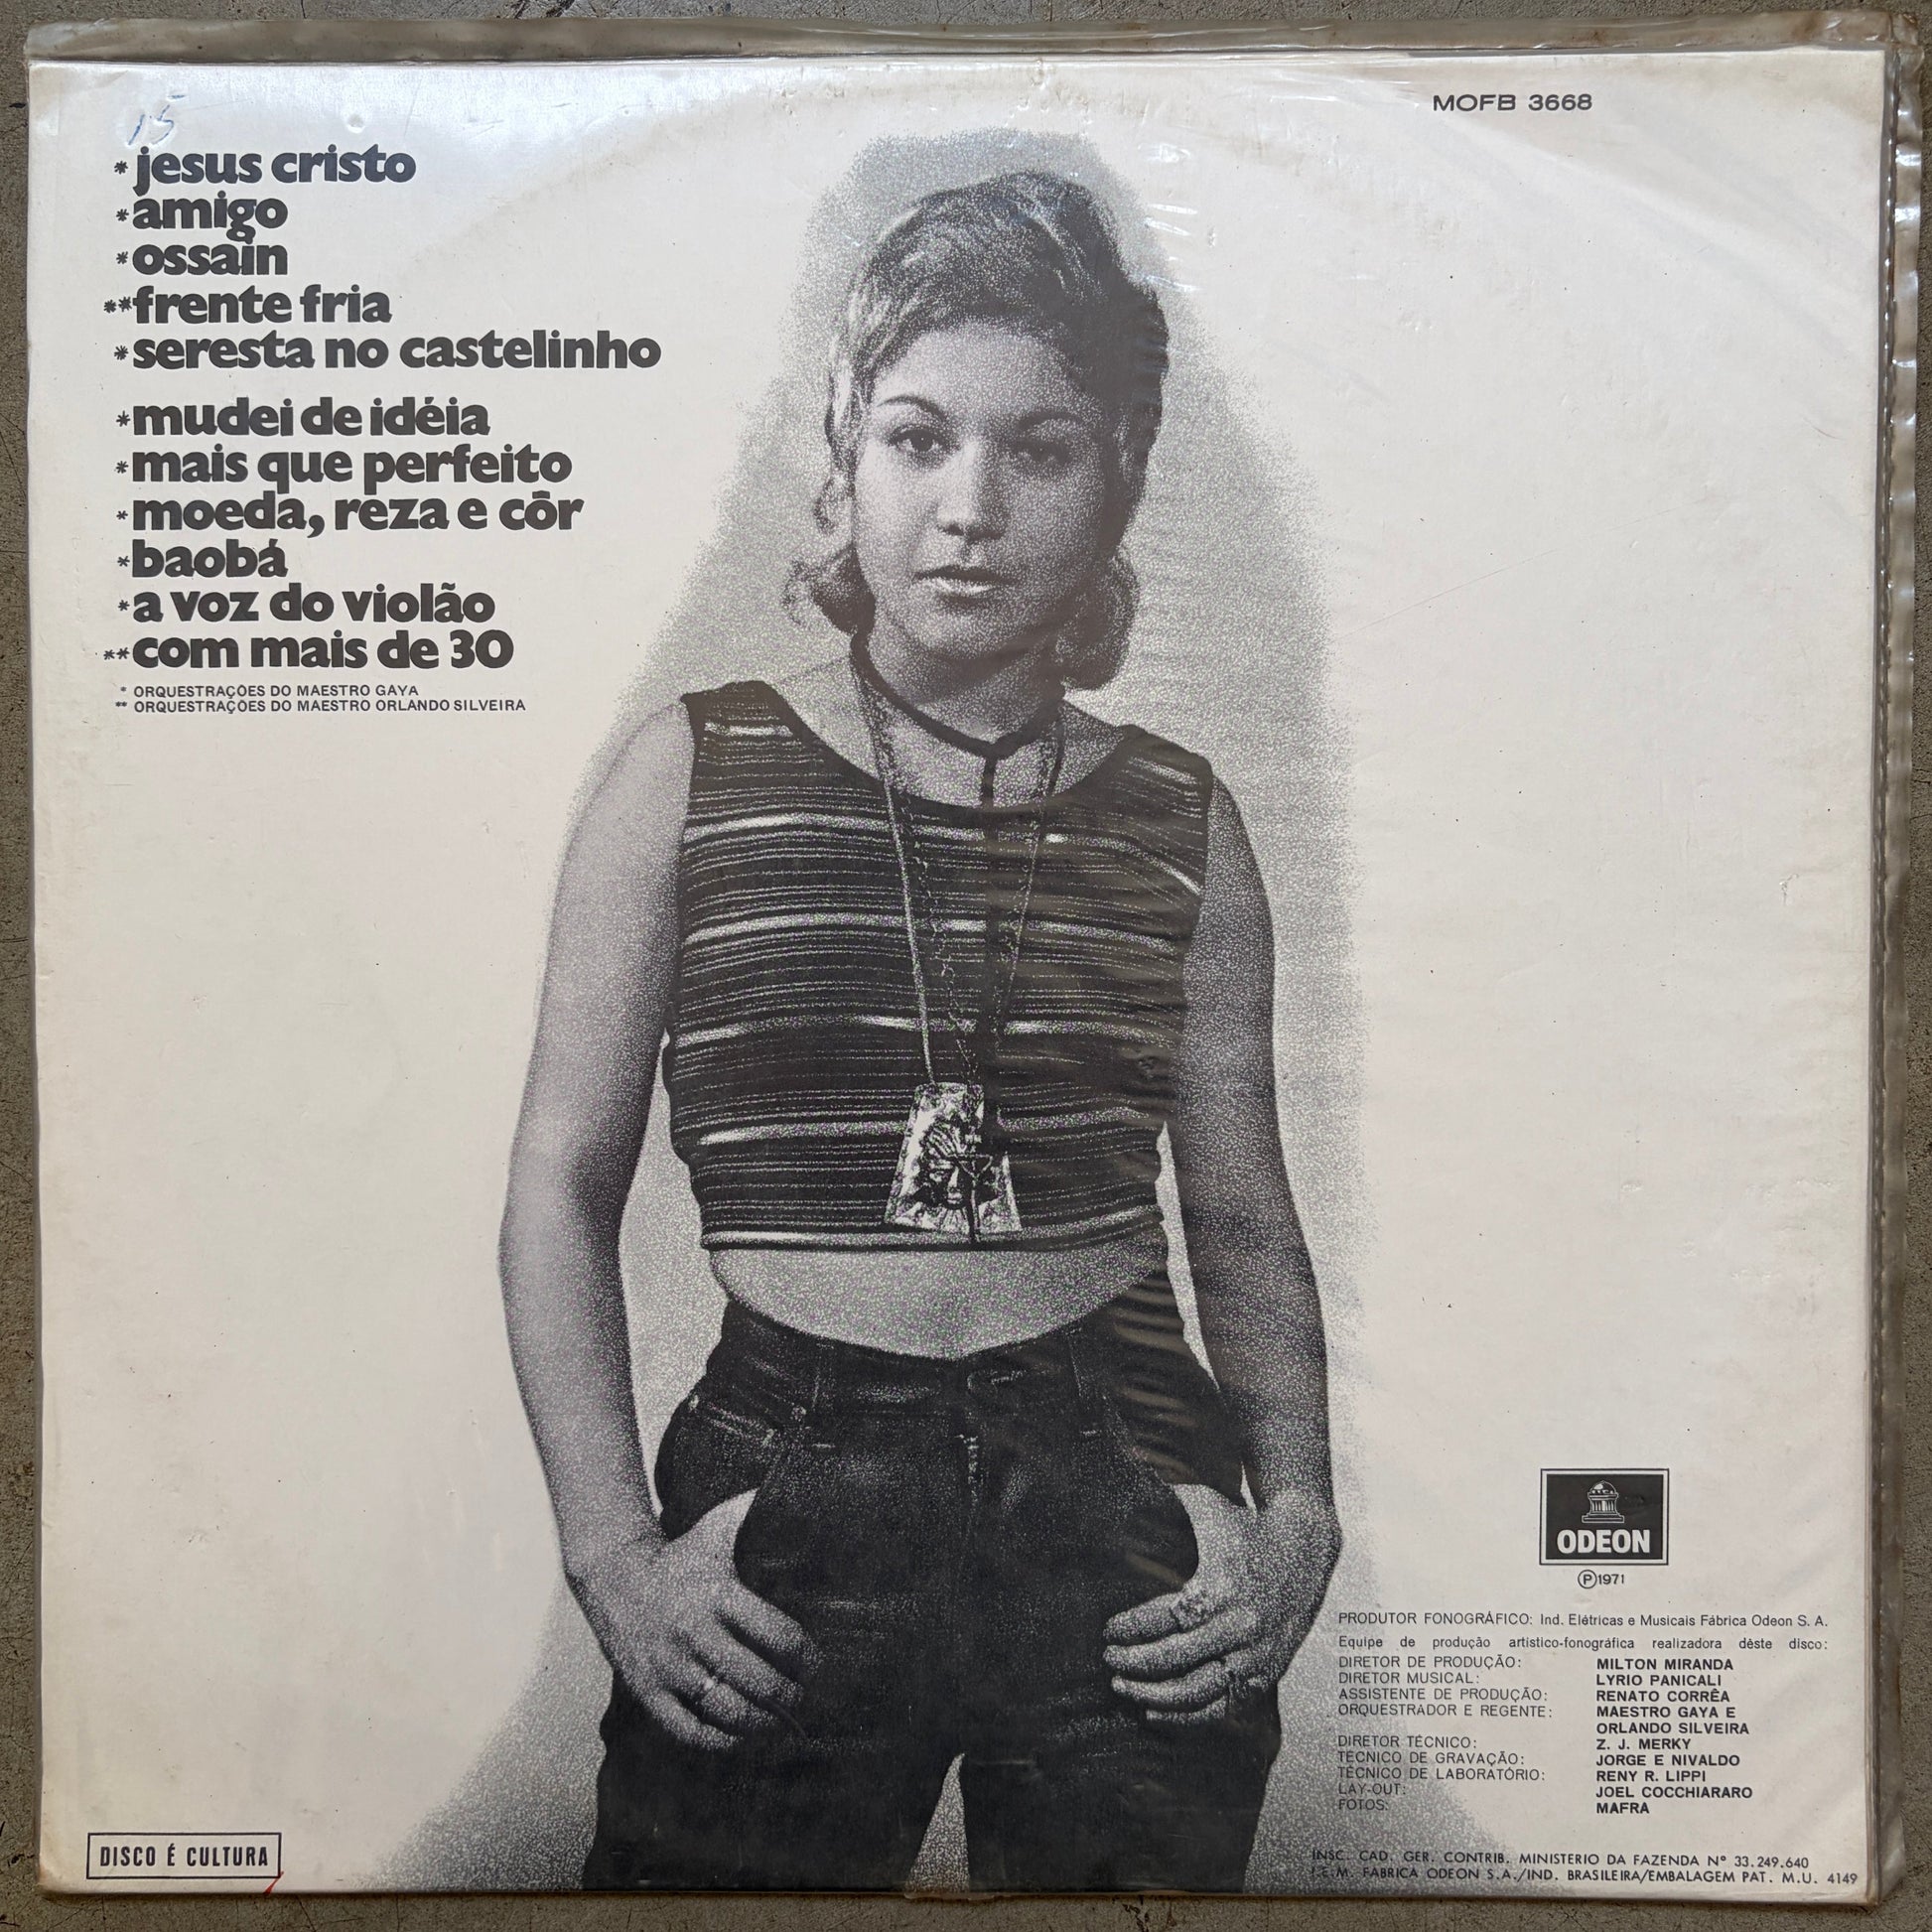 15
MOFB 3668
*jesus cristo
*amigo
*ossain
**frente fria
*seresta no castelinho
*mudei de idéia
*mais que perfeito
*moeda, reza e côr
*baobá
*a voz do violão
**com mais de 30
* ORQUESTRAÇÕES DO MAESTRO GAYA
** ORQUESTRAÇÕES DO MAESTRO ORLANDO SILVEIRA
ODEON
℗1971
PRODUTOR FONOGRÁFICO: Ind. Elétricas e Musicais Fábrica Odeon S. A.
Equipe de produção artístico-fonográfica realizadora dêste disco:
DIRETOR DE PRODUÇÃO: MILTON MIRANDA
DIRETOR MUSICAL: LYRIO PANICALI
ASSISTENTE DE PRODUÇÃO: RENATO CORRÊA
ORQUESTRADOR E REGENTE: MAESTRO GAYA E
ORLANDO SILVEIRA
DIRETOR TÉCNICO: Z. J. MERKY
TÉCNICO DE GRAVAÇÃO: JORGE E NIVALDO
TÉCNICO DE LABORATÓRIO: RENY R. LIPPI
LAY-OUT: JOEL COCCHIARARO
FOTOS: MAFRA
DISCO É CULTURA
INSC. CAD. GER. CONTRIB. MINISTERIO DA FAZENDA Nº 33.249.640
I.E.M. FÁBRICA ODEON S.A./IND. BRASILEIRA/EMBALAGEM PAT. M.U. 4149